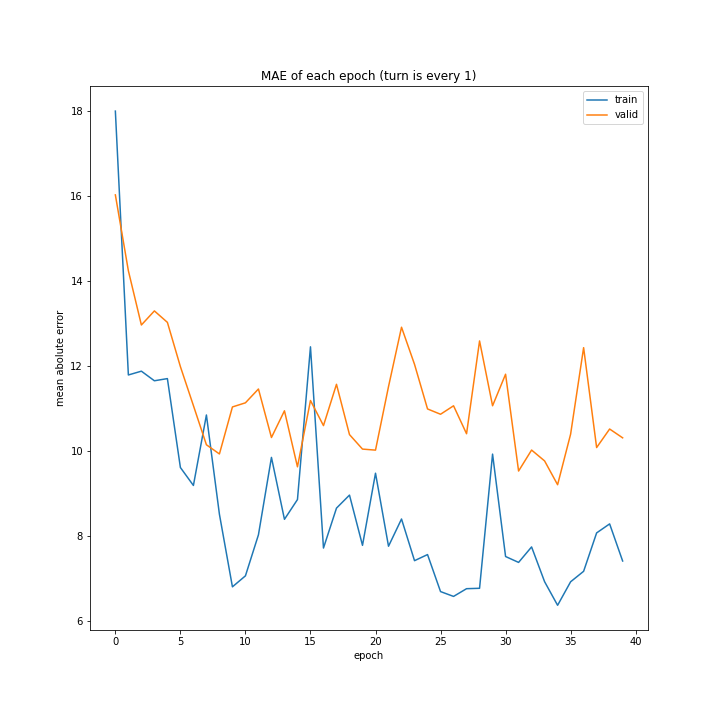 MAE of each epoch (turn is every 1)
train
valid
18
16
14
12
10
8
6
mean abolute error
0 5 10 15 20 25 30 35 40
epoch